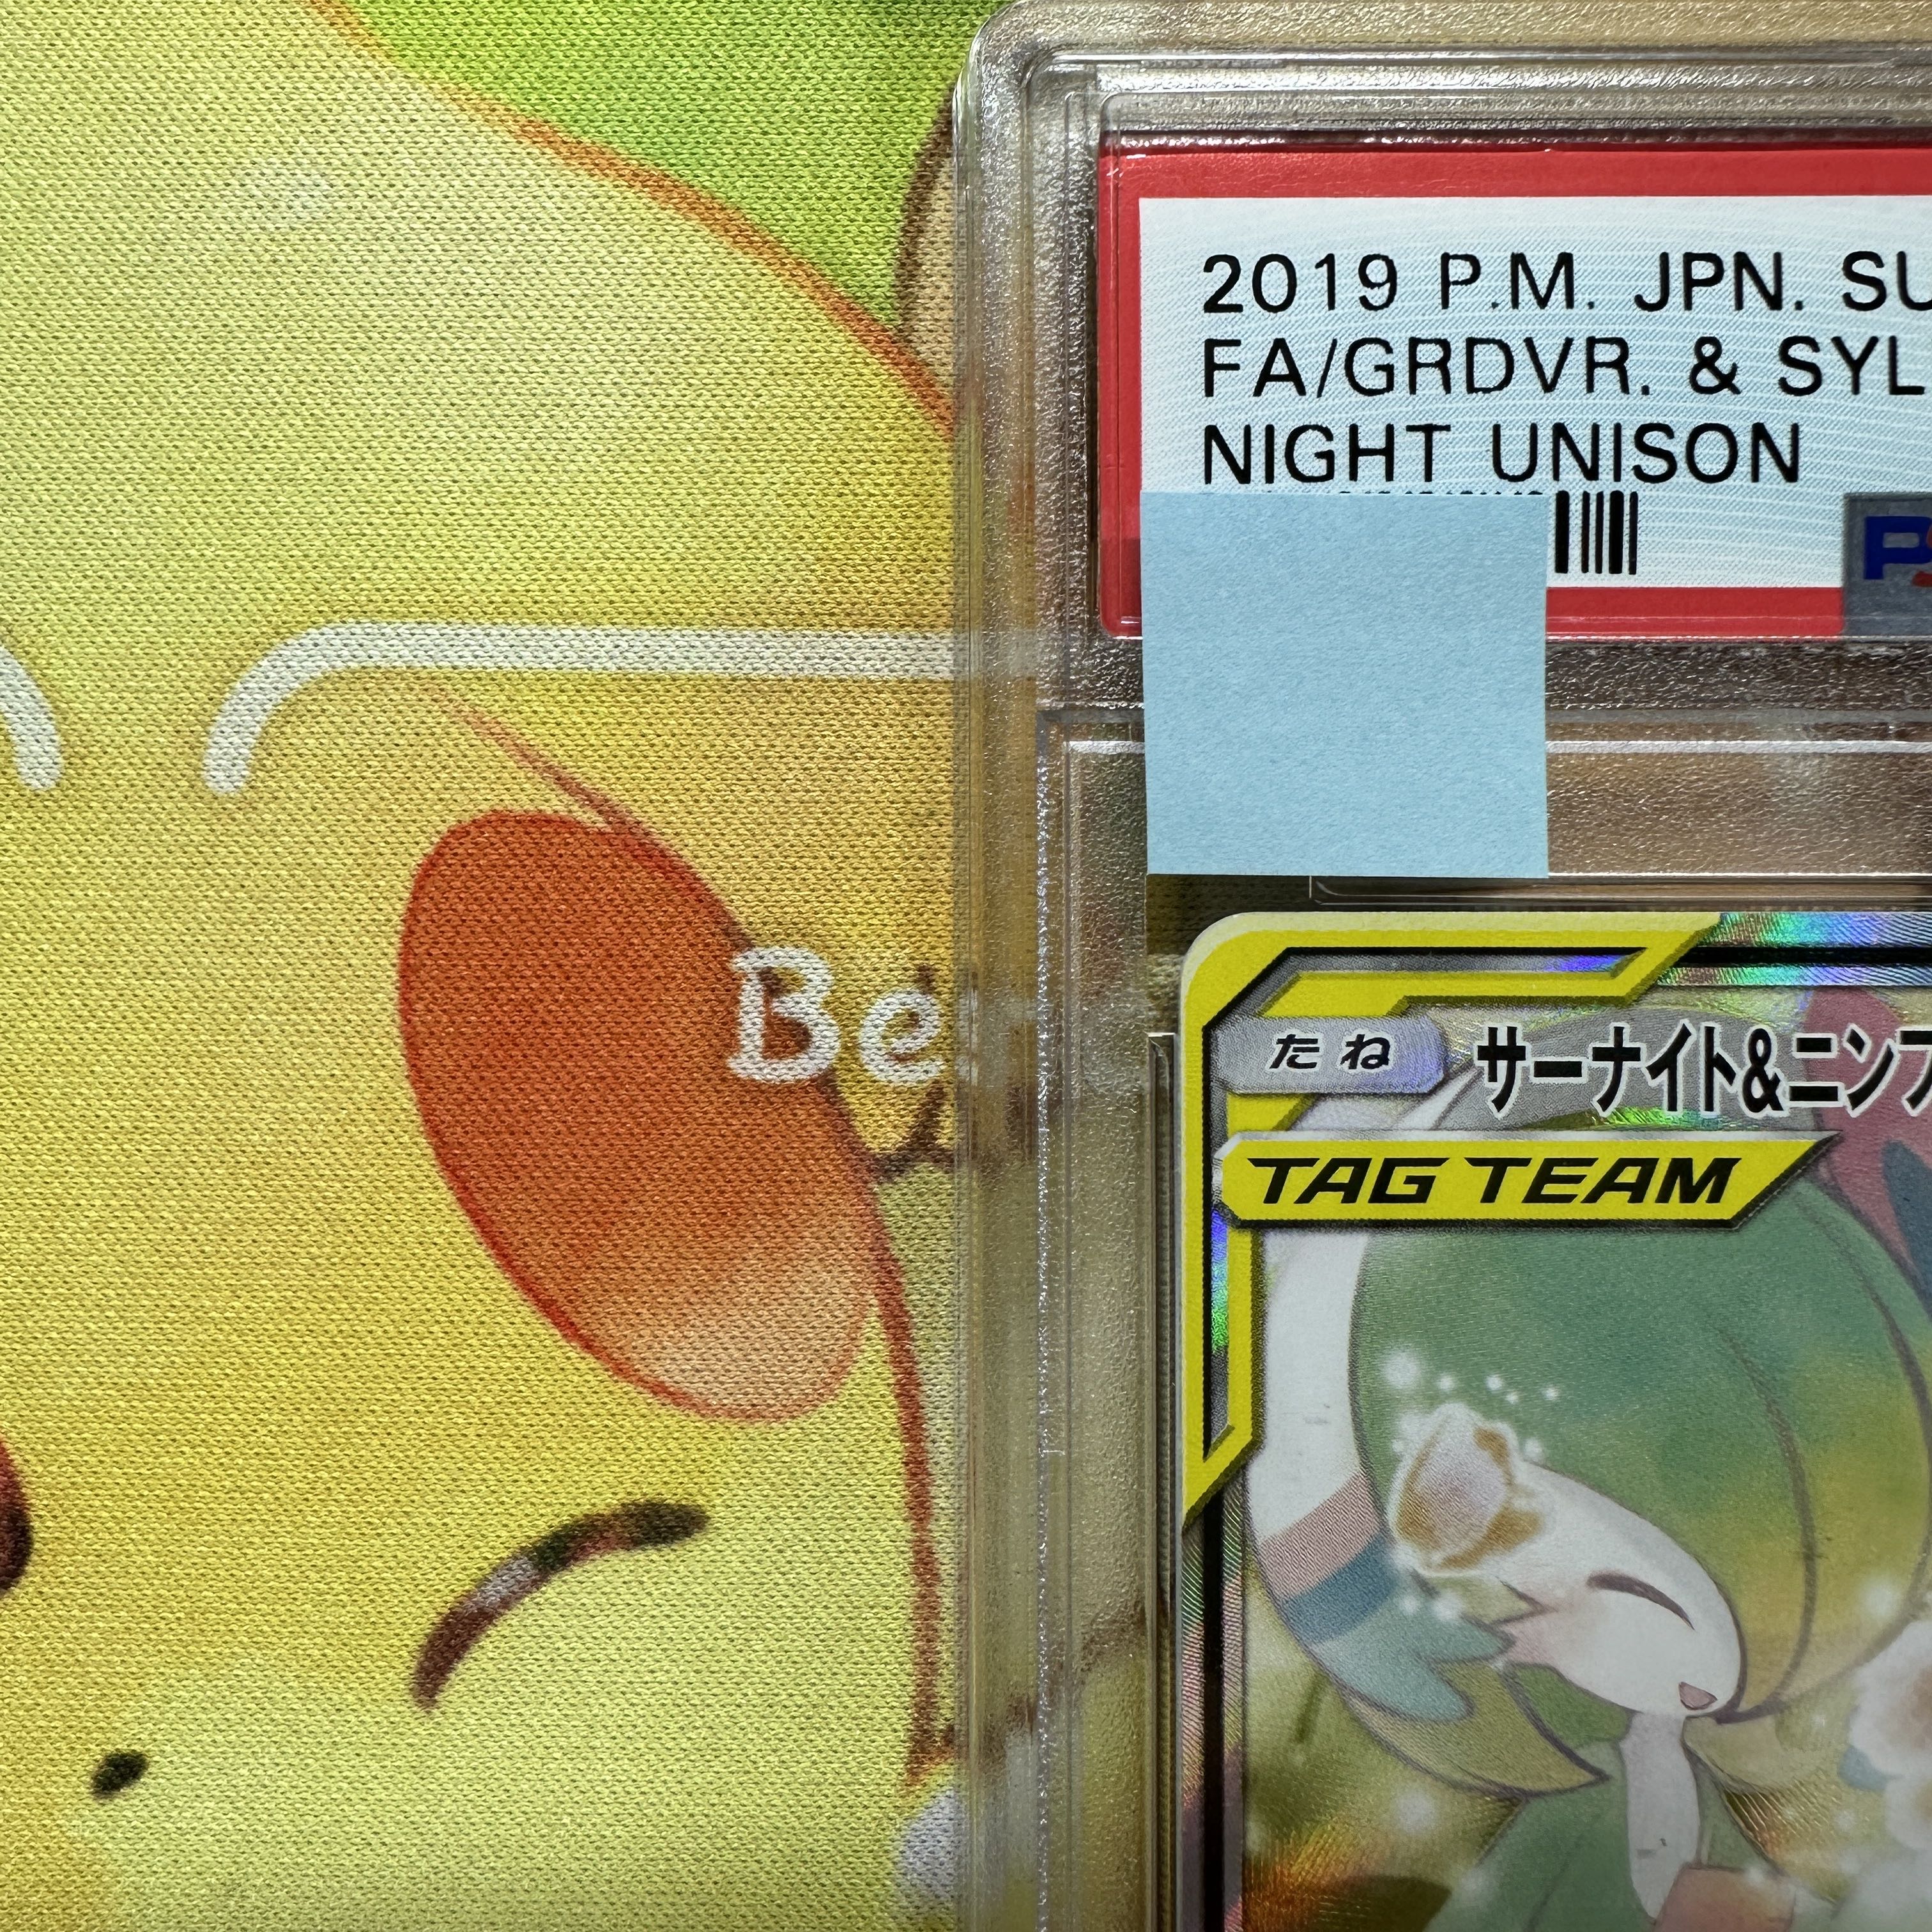 2019 P.M. JPN. SU
FA/GRDVR. & SYL
NIGHT UNISON
Be
たね サーナイト&ニンフ
TAG TEAM